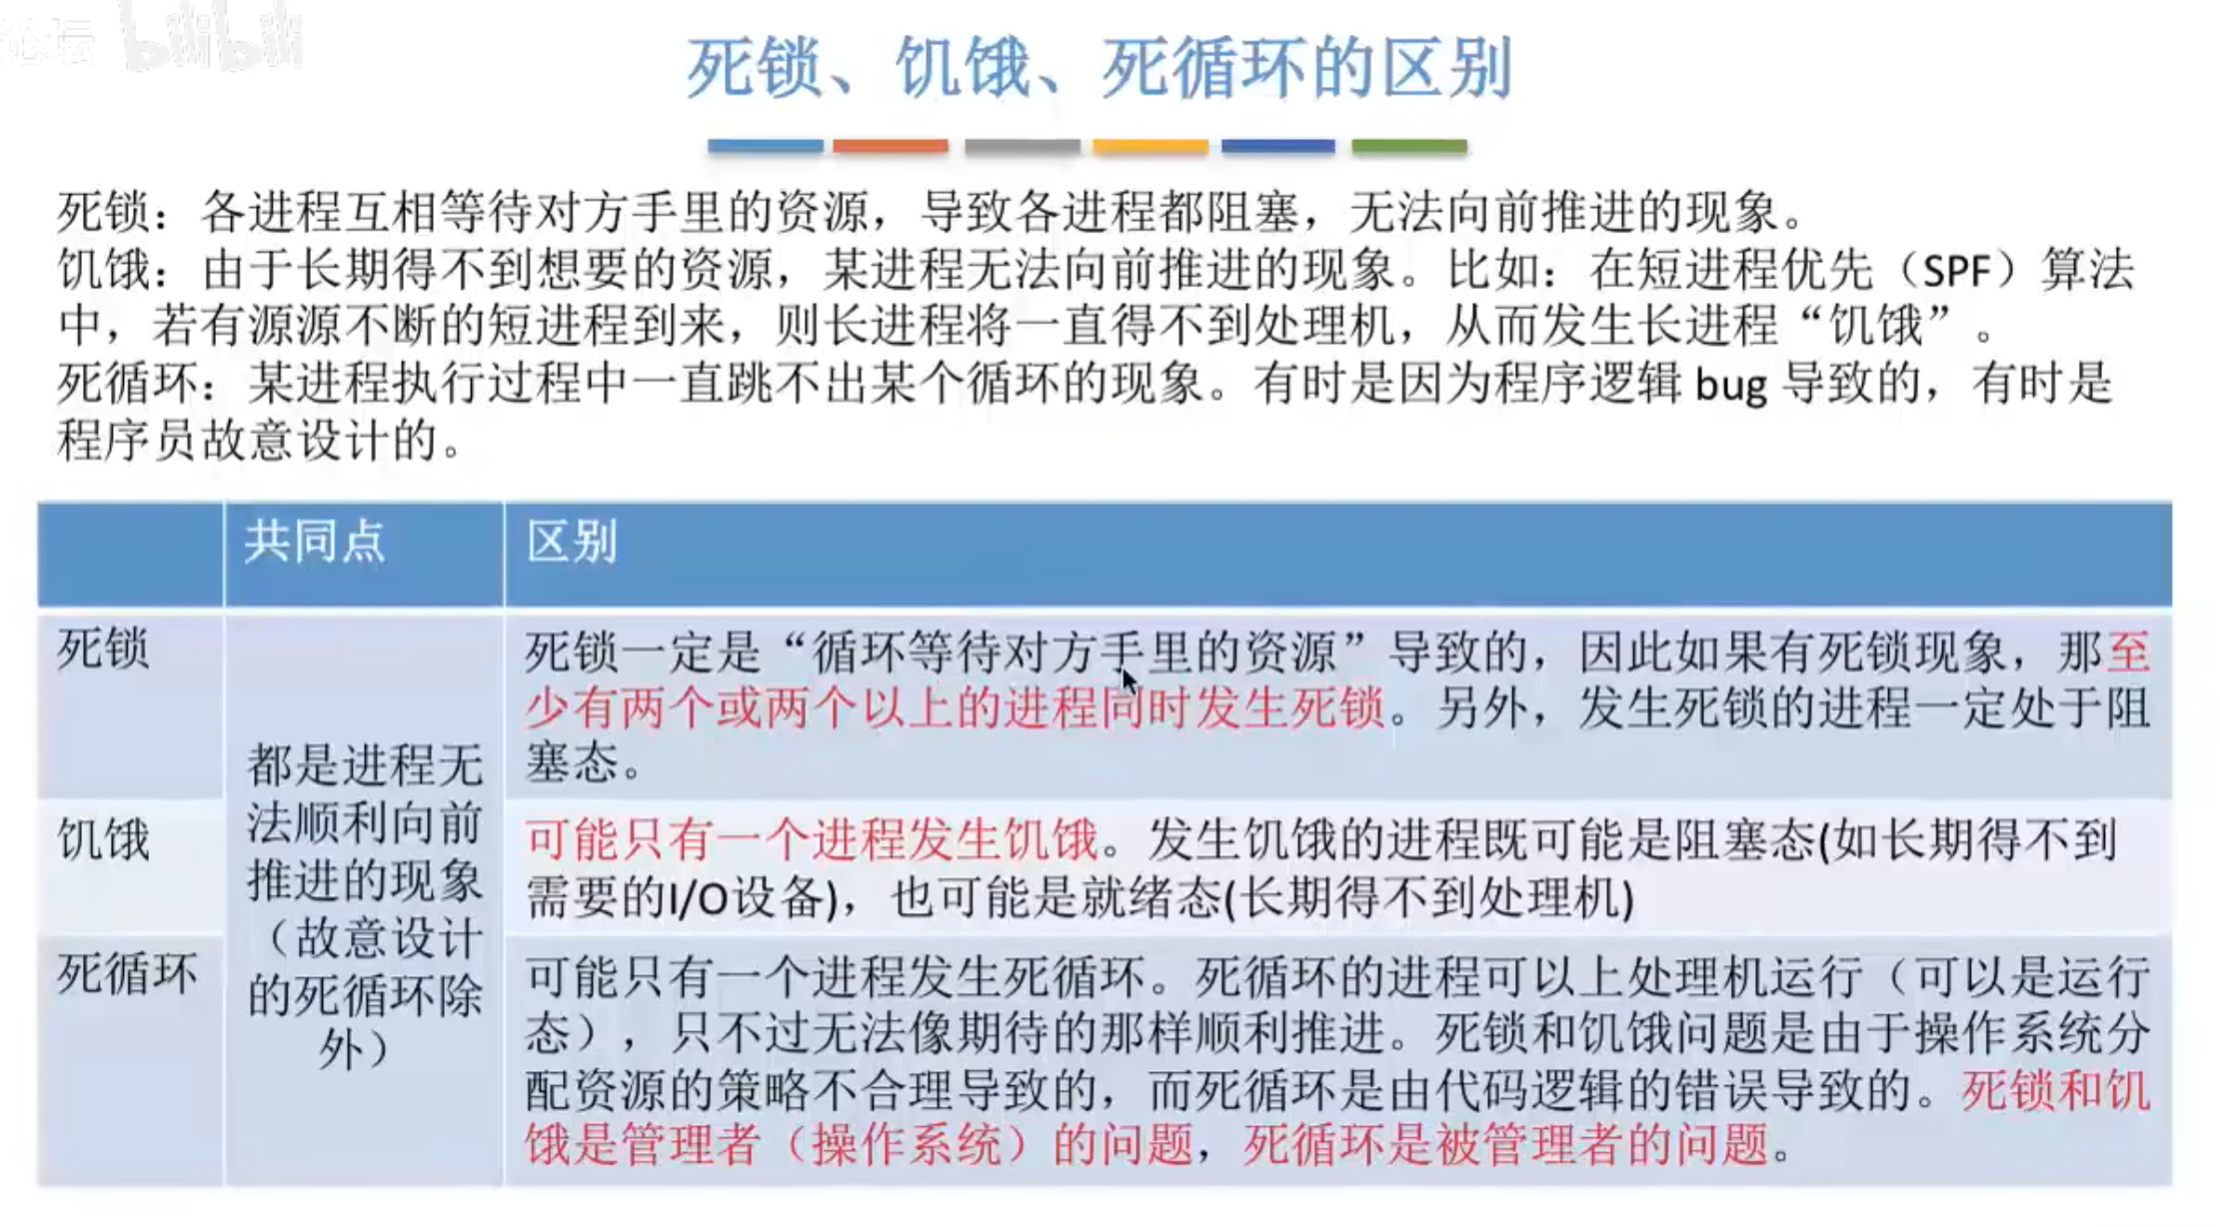 论坛 bilibili
死锁、饥饿、死循环的区别
死锁：各进程互相等待对方手里的资源，导致各进程都阻塞，无法向前推进的现象。
饥饿：由于长期得不到想要的资源，某进程无法向前推进的现象。比如：在短进程优先（SPF）算法
中，若有源源不断的短进程到来，则长进程将一直得不到处理机，从而发生长进程“饥饿”。
死循环：某进程执行过程中一直跳不出某个循环的现象。有时是因为程序逻辑 bug 导致的，有时是
程序员故意设计的。
共同点
区别
死锁
都是进程无
法顺利向前
推进的现象
（故意设计
的死循环除
外）
死锁一定是“循环等待对方手里的资源”导致的，因此如果有死锁现象，那至
少有两个或两个以上的进程同时发生死锁。另外，发生死锁的进程一定处于阻
塞态。
饥饿
可能只有一个进程发生饥饿。发生饥饿的进程既可能是阻塞态(如长期得不到
需要的I/O设备)，也可能是就绪态(长期得不到处理机)
死循环
可能只有一个进程发生死循环。死循环的进程可以上处理机运行（可以是运行
态），只不过无法像期待的那样顺利推进。死锁和饥饿问题是由于操作系统分
配资源的策略不合理导致的，而死循环是由代码逻辑的错误导致的。死锁和饥
饿是管理者（操作系统）的问题，死循环是被管理者的问题。